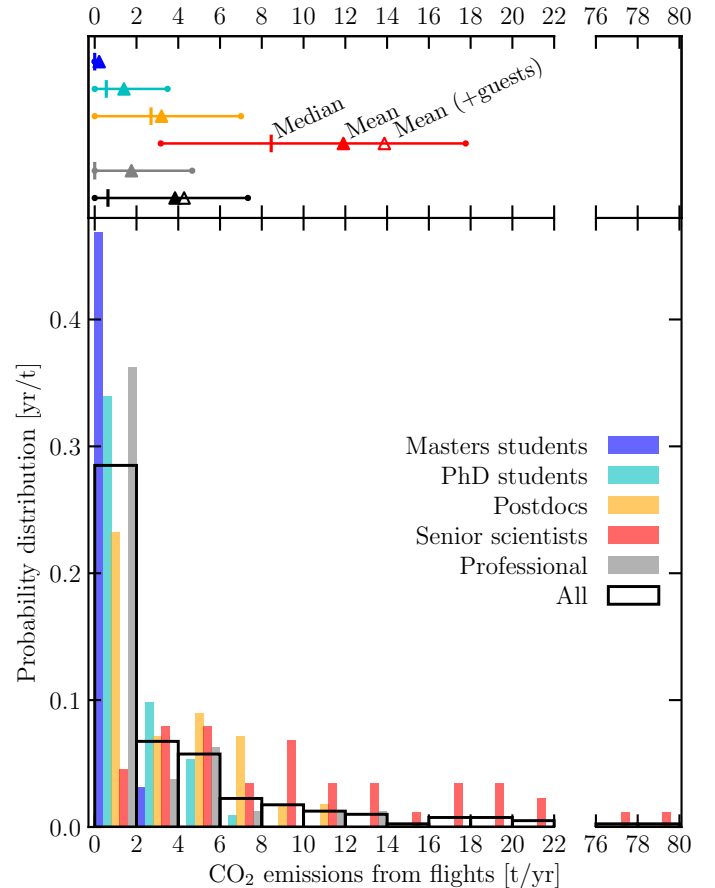 0 2 4 6 8 10 12 14 16 18 20 22 76 78 80
Median
Mean
Mean (+guests)
0.4
0.3
0.2
0.1
0.0
Probability distribution [yr/t]
Masters students
PhD students
Postdocs
Senior scientists
Professional
All
0 2 4 6 8 10 12 14 16 18 20 22 76 78 80
CO₂ emissions from flights [t/yr]